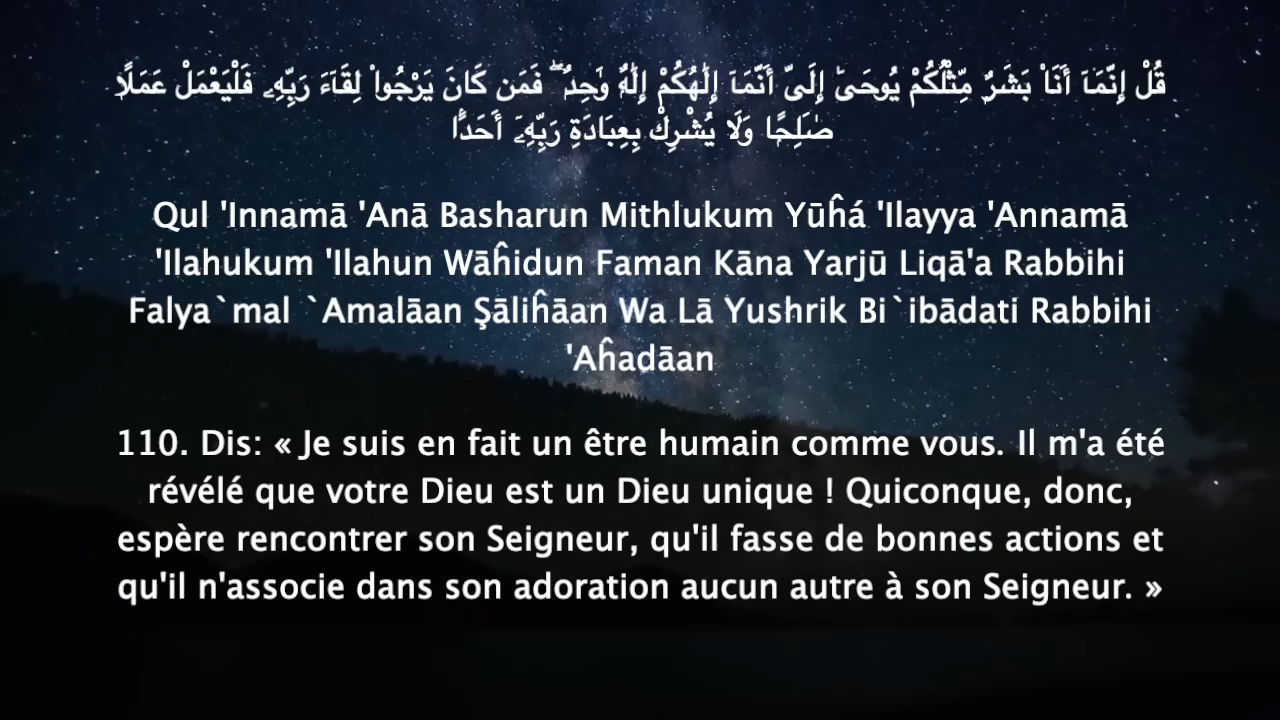 قُلْ إِنَّمَآ أَنَا۠ بَشَرٌۭ مِّثْلُكُمْ يُوحَىٰٓ إِلَىَّ أَنَّمَآ إِلَٰهُكُمْ إِلَٰهٌۭ وَٰحِدٌۭ ۖ فَمَن كَانَ يَرْجُوا۟ لِقَآءَ رَبِّهِۦ فَلْيَعْمَلْ عَمَلًۭا
صَٰلِحًۭا وَلَا يُشْرِكْ بِعِبَادَةِ رَبِّهِۦٓ أَحَدًۢا
Qul 'Innamā 'Anā Basharun Mithlukum Yūĥá 'Ilayya 'Annamā
'Ilahukum 'Ilahun Wāĥidun Faman Kāna Yarjū Liqā'a Rabbihi
Falya`mal `Amalāan Şāliĥāan Wa Lā Yushrik Bi`ibādati Rabbihi
'Aĥadāan
110. Dis: « Je suis en fait un être humain comme vous. Il m'a été
révélé que votre Dieu est un Dieu unique ! Quiconque, donc,
espère rencontrer son Seigneur, qu'il fasse de bonnes actions et
qu'il n'associe dans son adoration aucun autre à son Seigneur. »